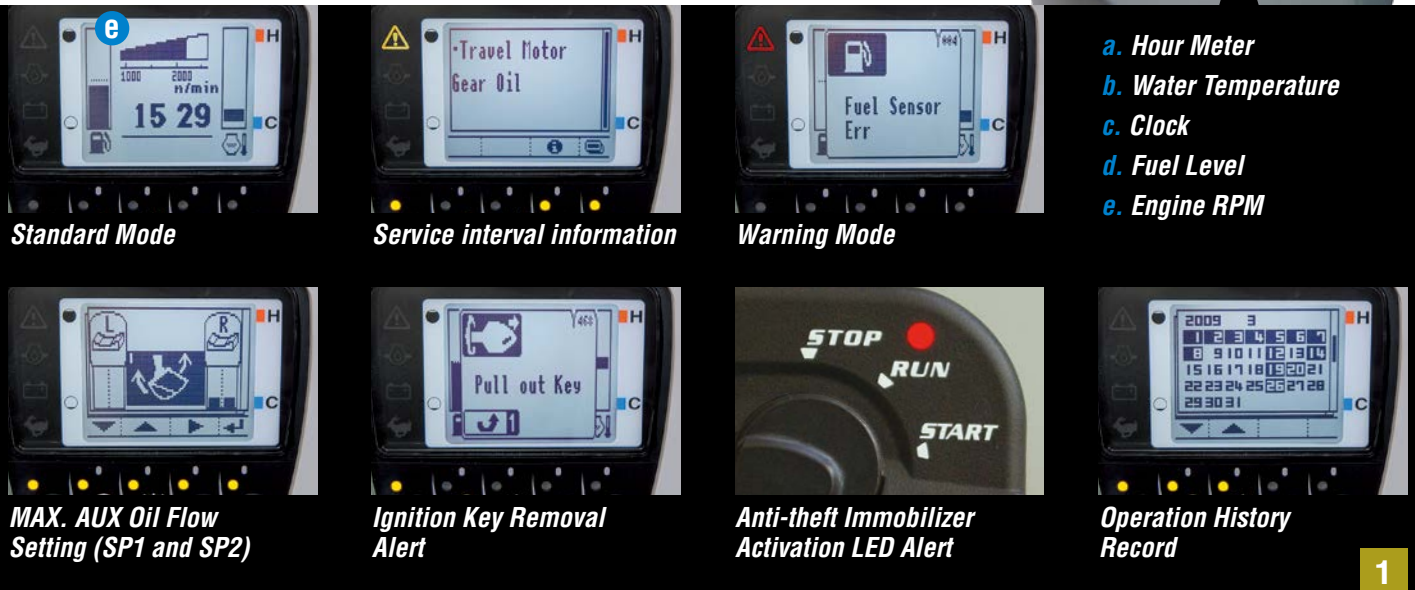 e
H
1000 2000
n/min
15 29
C
Standard Mode
H
·Travel Motor
Gear Oil
C
Service interval information
H
Fuel Sensor
Err
C
Warning Mode
a. Hour Meter
b. Water Temperature
c. Clock
d. Fuel Level
e. Engine RPM
L R
H
C
MAX. AUX Oil Flow
Setting (SP1 and SP2)
468
H
Pull out Key
1
C
Ignition Key Removal
Alert
STOP
RUN
START
Anti-theft Immobilizer
Activation LED Alert
H
2009 3
1 2 3 4 5 6 7
8 9 10 11 12 13 14
15 16 17 18 19 20 21
22 23 24 25 26 27 28
29 30 31
C
Operation History
Record
1